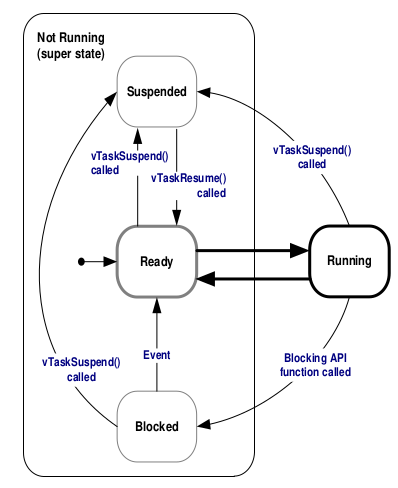 Not Running
(super state)
Suspended
vTaskSuspend()
called
vTaskSuspend()
called
vTaskResume()
called
Ready
Running
Event
vTaskSuspend()
called
Blocking API
function called
Blocked